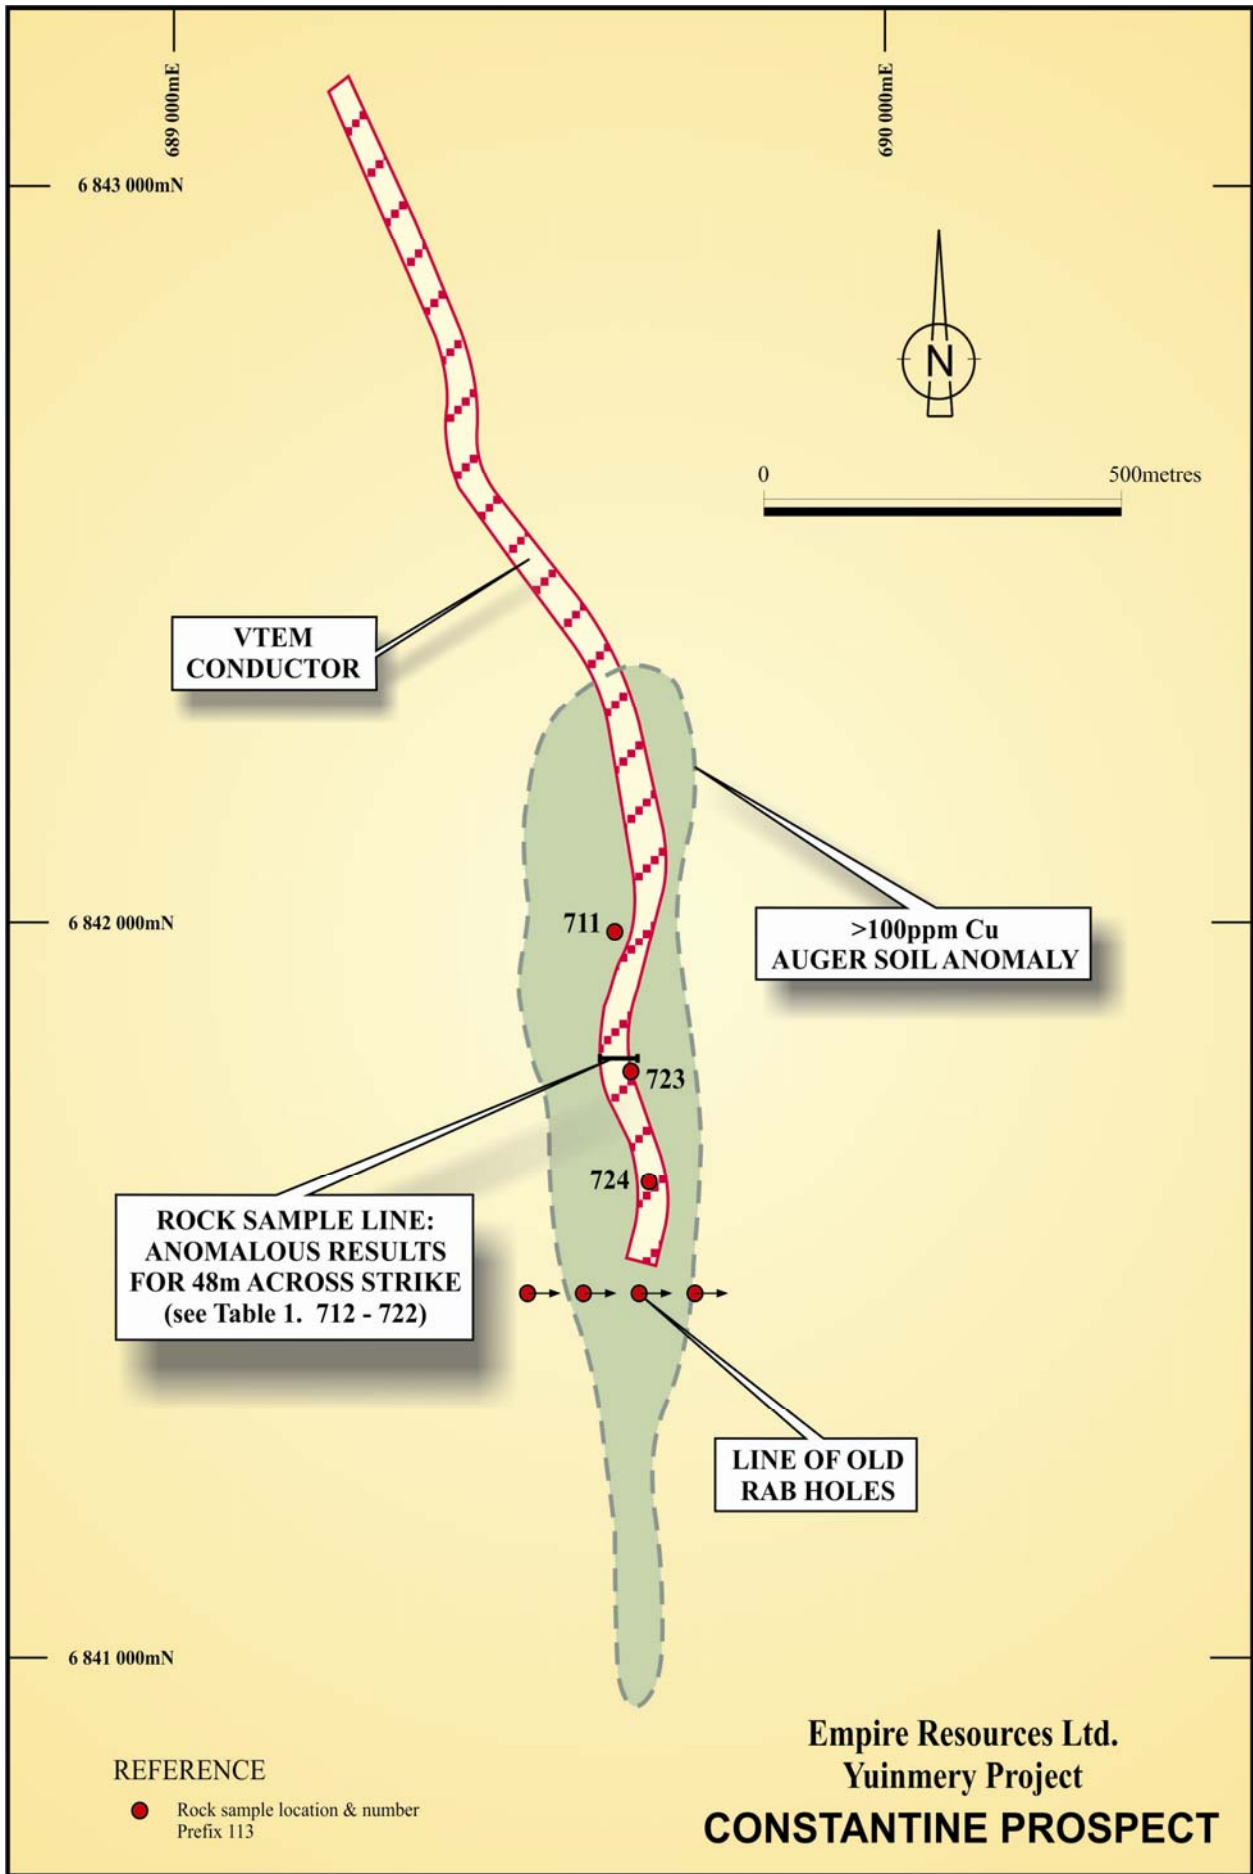 689 000mE
690 000mE
6 843 000mN
N
0 500metres
VTEM
CONDUCTOR
6 842 000mN
711
>100ppm Cu
AUGER SOIL ANOMALY
723
724
ROCK SAMPLE LINE:
ANOMALOUS RESULTS
FOR 48m ACROSS STRIKE
(see Table 1. 712 - 722)
LINE OF OLD
RAB HOLES
6 841 000mN
Empire Resources Ltd.
Yuinmery Project
CONSTANTINE PROSPECT
REFERENCE
Rock sample location & number
Prefix 113